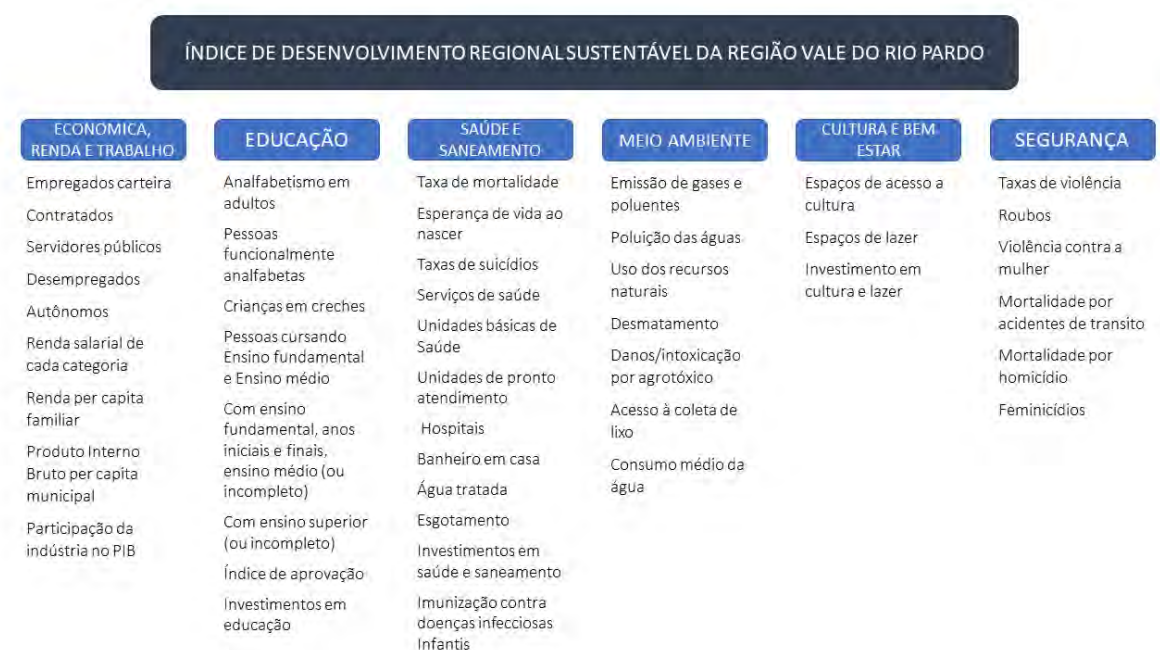 ÍNDICE DE DESENVOLVIMENTO REGIONAL SUSTENTÁVEL DA REGIÃO VALE DO RIO PARDO
ECONOMICA,
RENDA E TRABALHO
Empregados carteira
Contratados
Servidores públicos
Desempregados
Autônomos
Renda salarial de
cada categoria
Renda per capita
familiar
Produto Interno
Bruto per capita
municipal
Participação da
indústria no PIB
EDUCAÇÃO
Analfabetismo em
adultos
Pessoas
funcionalmente
analfabetas
Crianças em creches
Pessoas cursando
Ensino fundamental
e Ensino médio
Com ensino
fundamental, anos
iniciais e finais,
ensino médio (ou
incompleto)
Com ensino superior
(ou incompleto)
Índice de aprovação
Investimentos em
educação
SAÚDE E
SANEAMENTO
Taxa de mortalidade
Esperança de vida ao
nascer
Taxas de suicídios
Serviços de saúde
Unidades básicas de
Saúde
Unidades de pronto
atendimento
Hospitais
Banheiro em casa
Água tratada
Esgotamento
Investimentos em
saúde e saneamento
Imunização contra
doenças infecciosas
Infantis
MEIO AMBIENTE
Emissão de gases e
poluentes
Poluição das águas
Uso dos recursos
naturais
Desmatamento
Danos/intoxicação
por agrotóxico
Acesso à coleta de
lixo
Consumo médio da
água
CULTURA E BEM
ESTAR
Espaços de acesso a
cultura
Espaços de lazer
Investimento em
cultura e lazer
SEGURANÇA
Taxas de violência
Roubos
Violência contra a
mulher
Mortalidade por
acidentes de transito
Mortalidade por
homicídio
Feminicídios